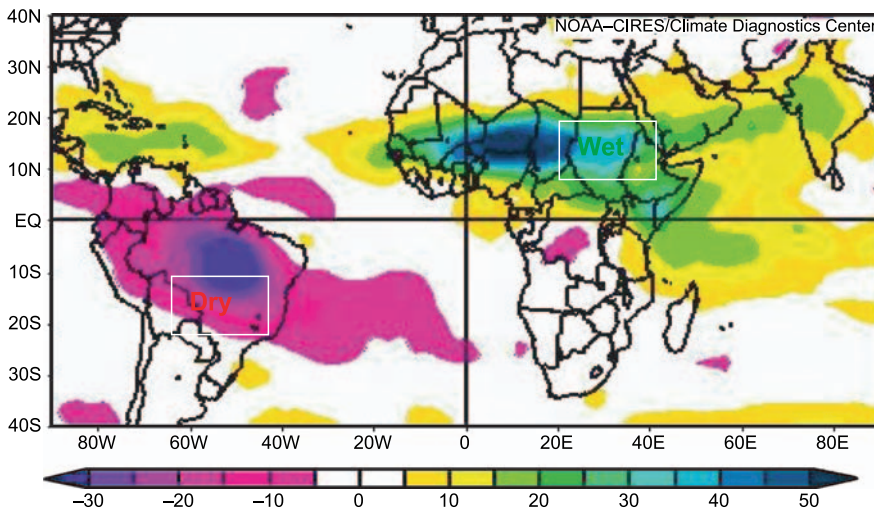 NOAA–CIRES/Climate Diagnostics Center
40N
30N
20N
10N
EQ
10S
20S
30S
40S
Wet
Dry
80W 60W 40W 20W 0 20E 40E 60E 80E
–30 –20 –10 0 10 20 30 40 50